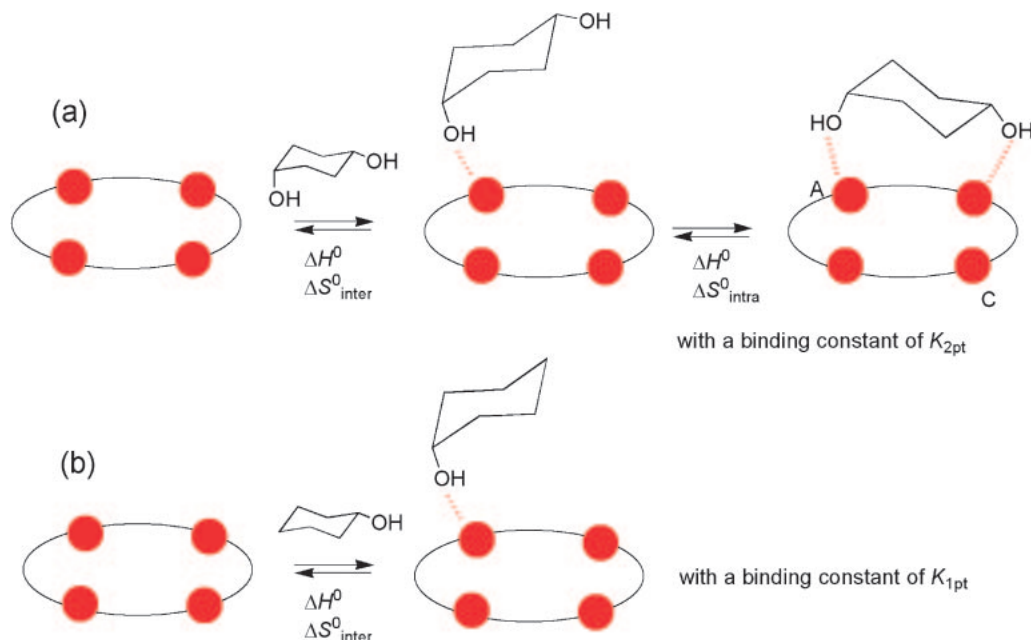 (a)
OH
OH
OH
OH
ΔH⁰
ΔS⁰inter
ΔH⁰
ΔS⁰intra
HO
OH
A
C
with a binding constant of K2pt
(b)
OH
OH
ΔH⁰
ΔS⁰inter
with a binding constant of K1pt